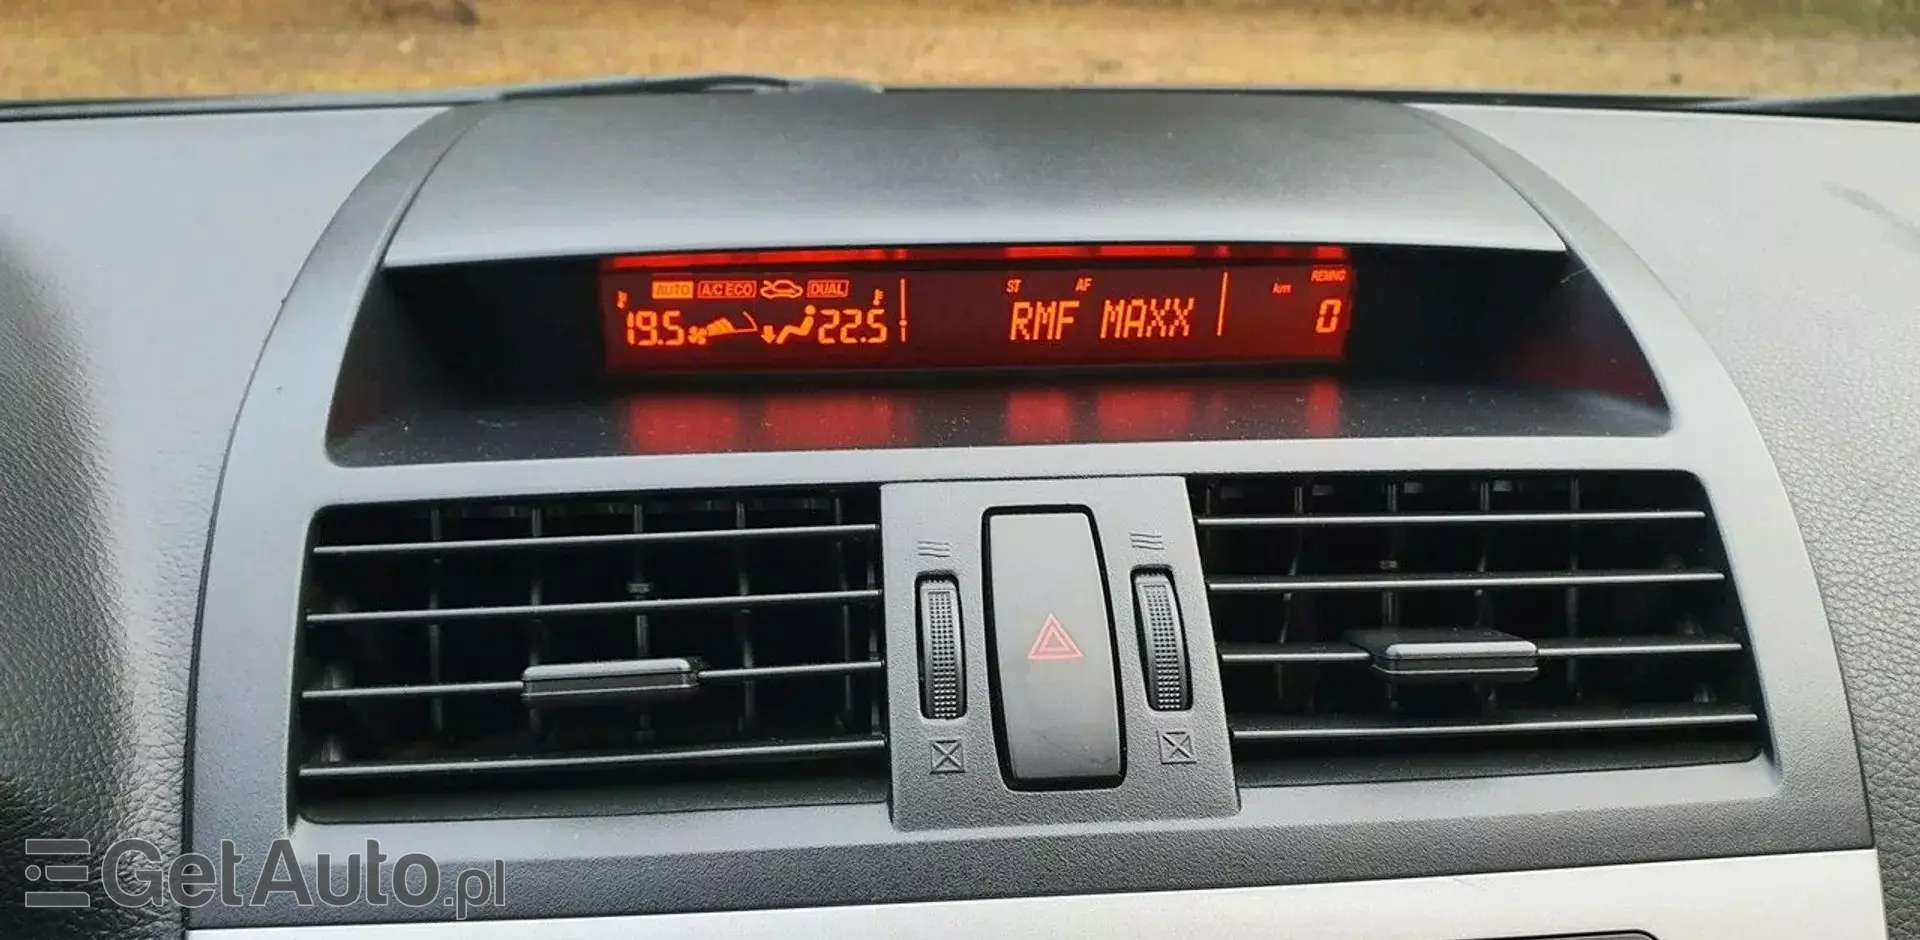 AUTO A/C ECO DUAL
19.5 22.5
ST AF
RMF MAXX
km REMNG
0
GetAuto.pl